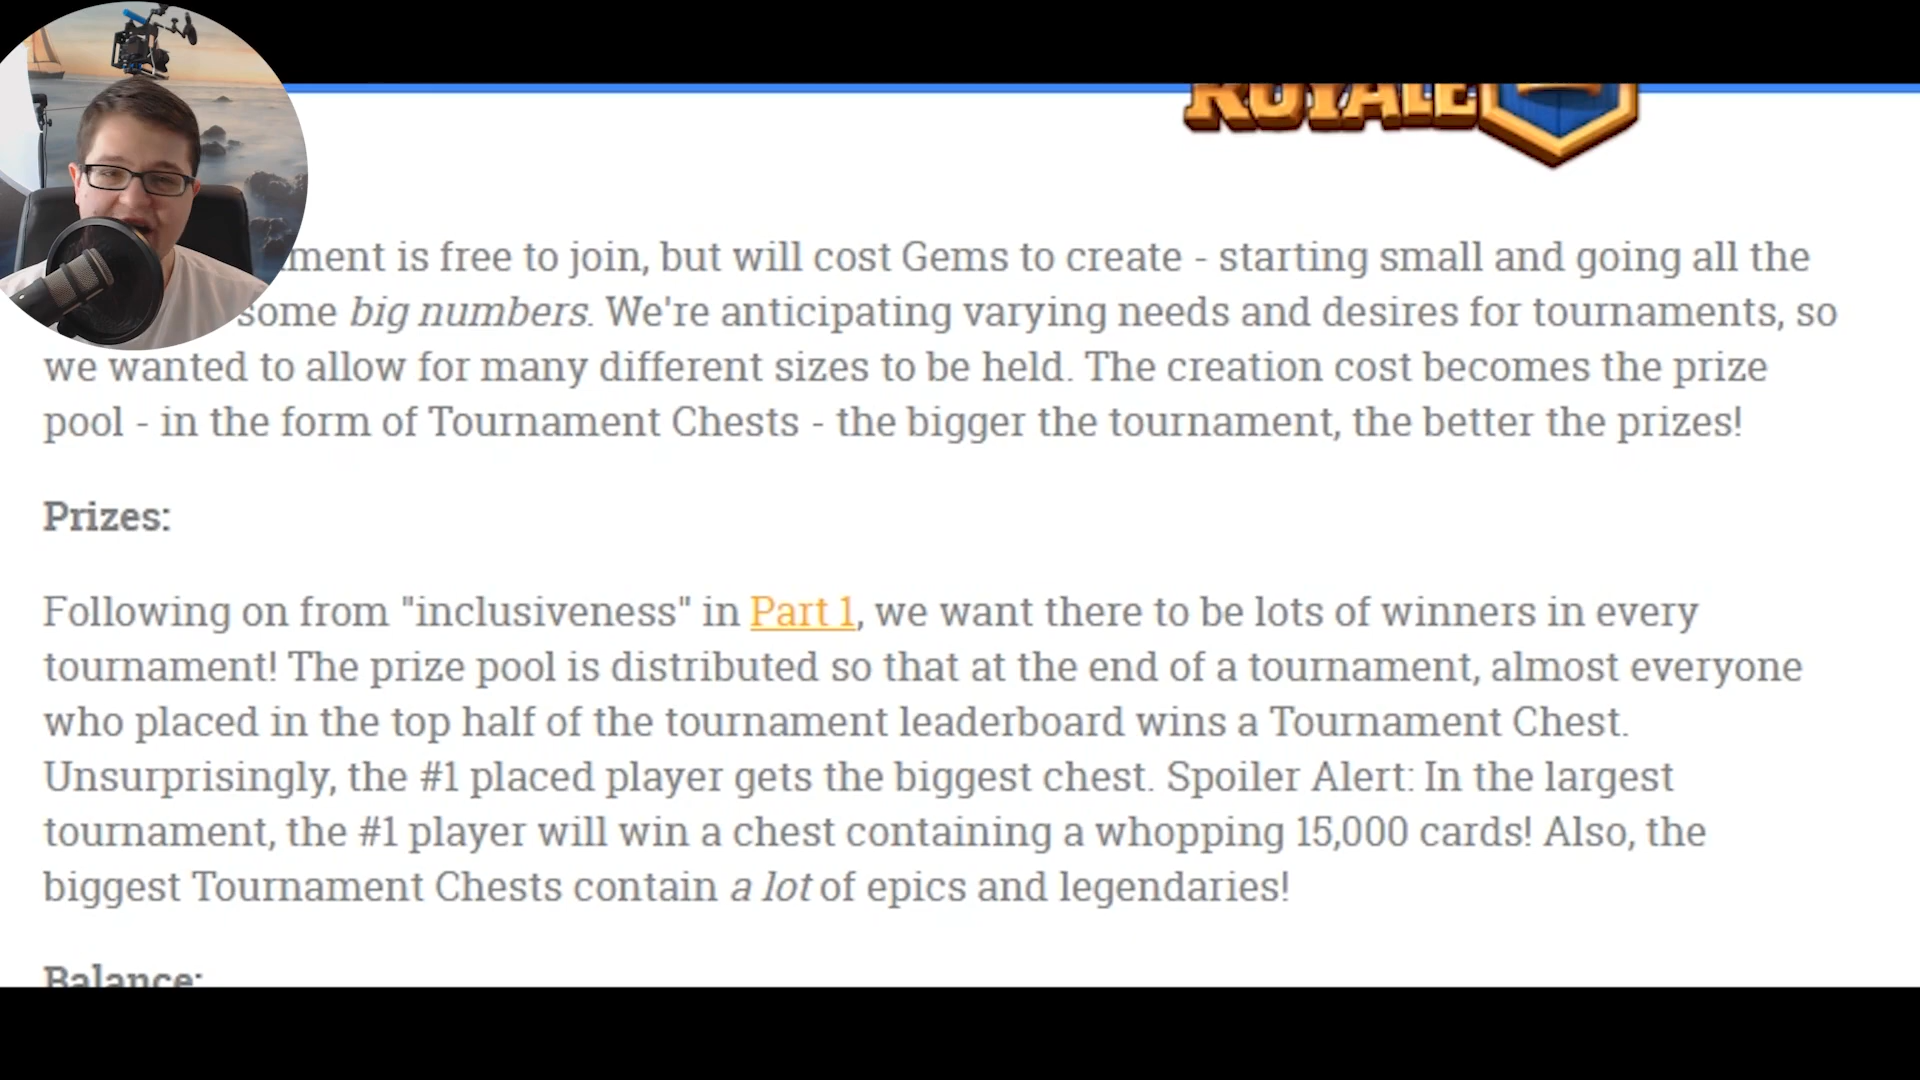 ROYALE
is free to join, but will cost Gems to create - starting small and going all the
some big numbers. We're anticipating varying needs and desires for tournaments, so
we wanted to allow for many different sizes to be held. The creation cost becomes the prize
pool - in the form of Tournament Chests - the bigger the tournament, the better the prizes!
Prizes:
Following on from "inclusiveness" in Part 1, we want there to be lots of winners in every
tournament! The prize pool is distributed so that at the end of a tournament, almost everyone
who placed in the top half of the tournament leaderboard wins a Tournament Chest.
Unsurprisingly, the #1 placed player gets the biggest chest. Spoiler Alert: In the largest
tournament, the #1 player will win a chest containing a whopping 15,000 cards! Also, the
biggest Tournament Chests contain a lot of epics and legendaries!
Balance: